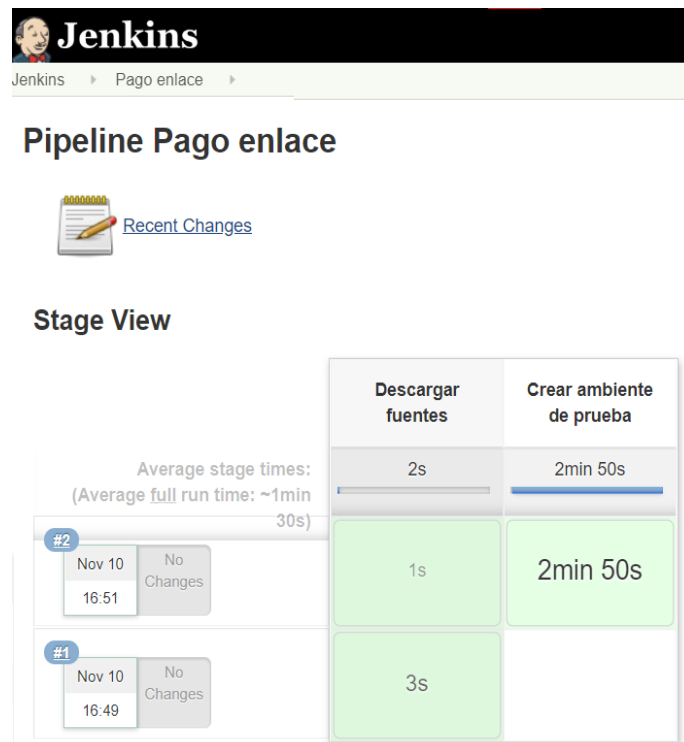 Jenkins
Jenkins Pago enlace
Pipeline Pago enlace
Recent Changes
Stage View
Descargar
fuentes
Crear ambiente
de prueba
Average stage times:
(Average full run time: ~1min
30s)
2s
2min 50s
#2
Nov 10
16:51
No
Changes
1s
2min 50s
#1
Nov 10
16:49
No
Changes
3s